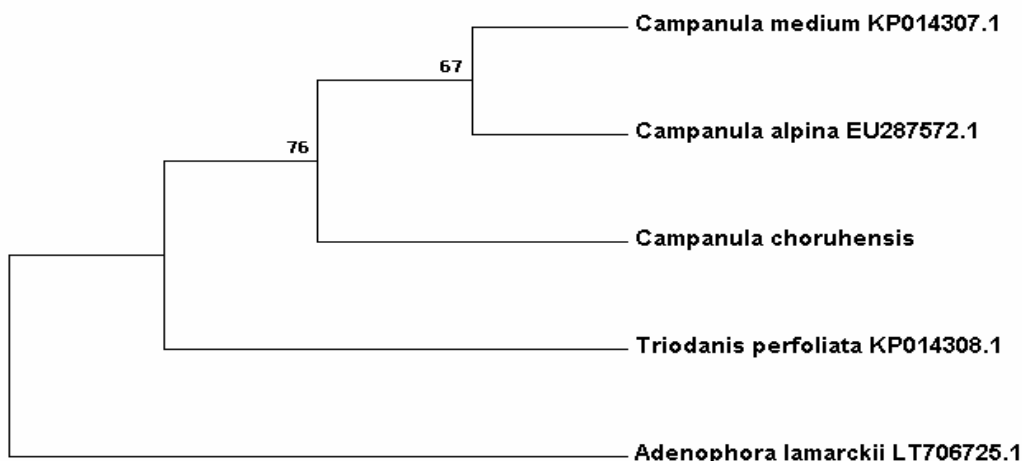 Campanula medium KP014307.1
67
Campanula alpina EU287572.1
76
Campanula choruhensis
Triodanis perfoliata KP014308.1
Adenophora lamarckii LT706725.1